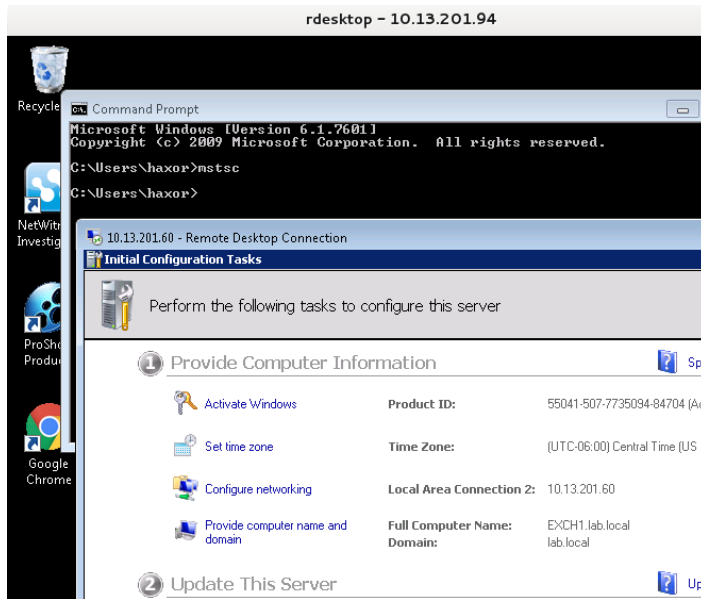 rdesktop - 10.13.201.94
Recycle
Command Prompt
Microsoft Windows [Version 6.1.7601]
Copyright (c) 2009 Microsoft Corporation.  All rights reserved.
C:\Users\haxor>mstsc
C:\Users\haxor>
NetWitn
Investig
10.13.201.60 - Remote Desktop Connection
Initial Configuration Tasks
Perform the following tasks to configure this server
ProSho
Produ
1 Provide Computer Information Sp
Activate Windows Product ID: 55041-507-7735094-84704 (Ac
Set time zone Time Zone: (UTC-06:00) Central Time (US
Google
Chrome
Configure networking Local Area Connection 2: 10.13.201.60
Provide computer name and Full Computer Name: EXCH1.lab.local
domain Domain: lab.local
2 Update This Server Up